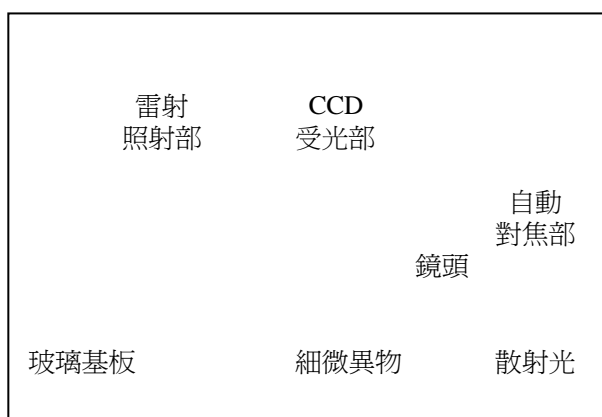 雷射
照射部
CCD
受光部
自動
對焦部
鏡頭
玻璃基板
細微異物
散射光